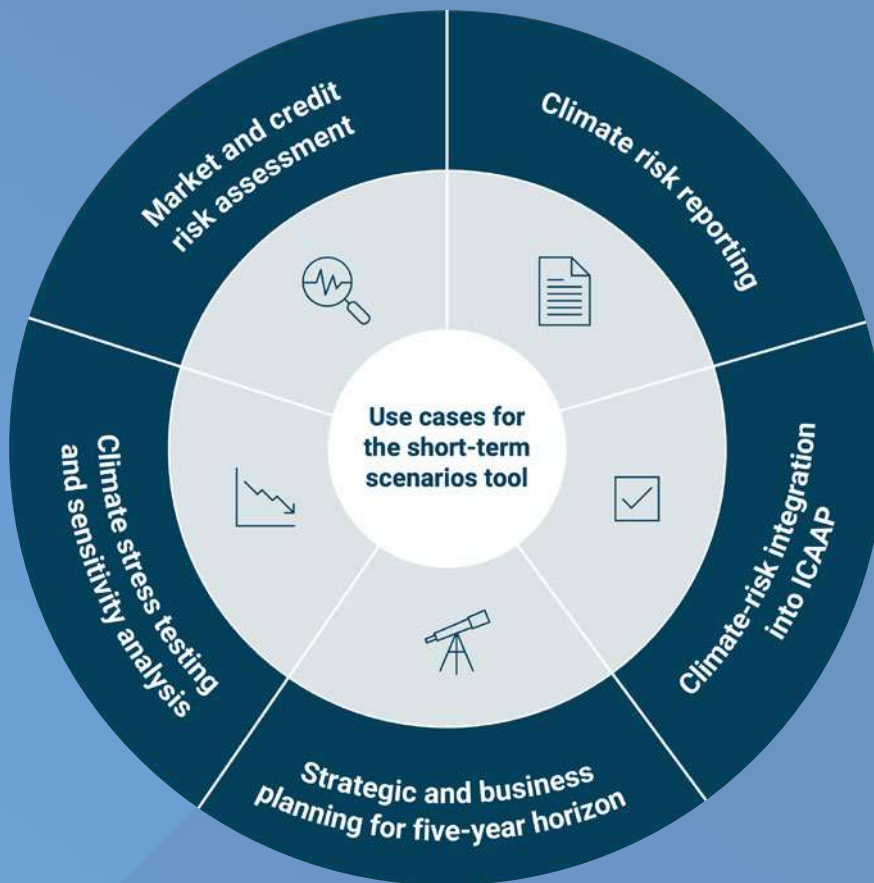 Use cases for
the short-term
scenarios tool
Climate risk reporting
Climate-risk integration
into ICAAP
Strategic and business
planning for five-year horizon
Climate stress testing
and sensitivity analysis
Market and credit
risk assessment